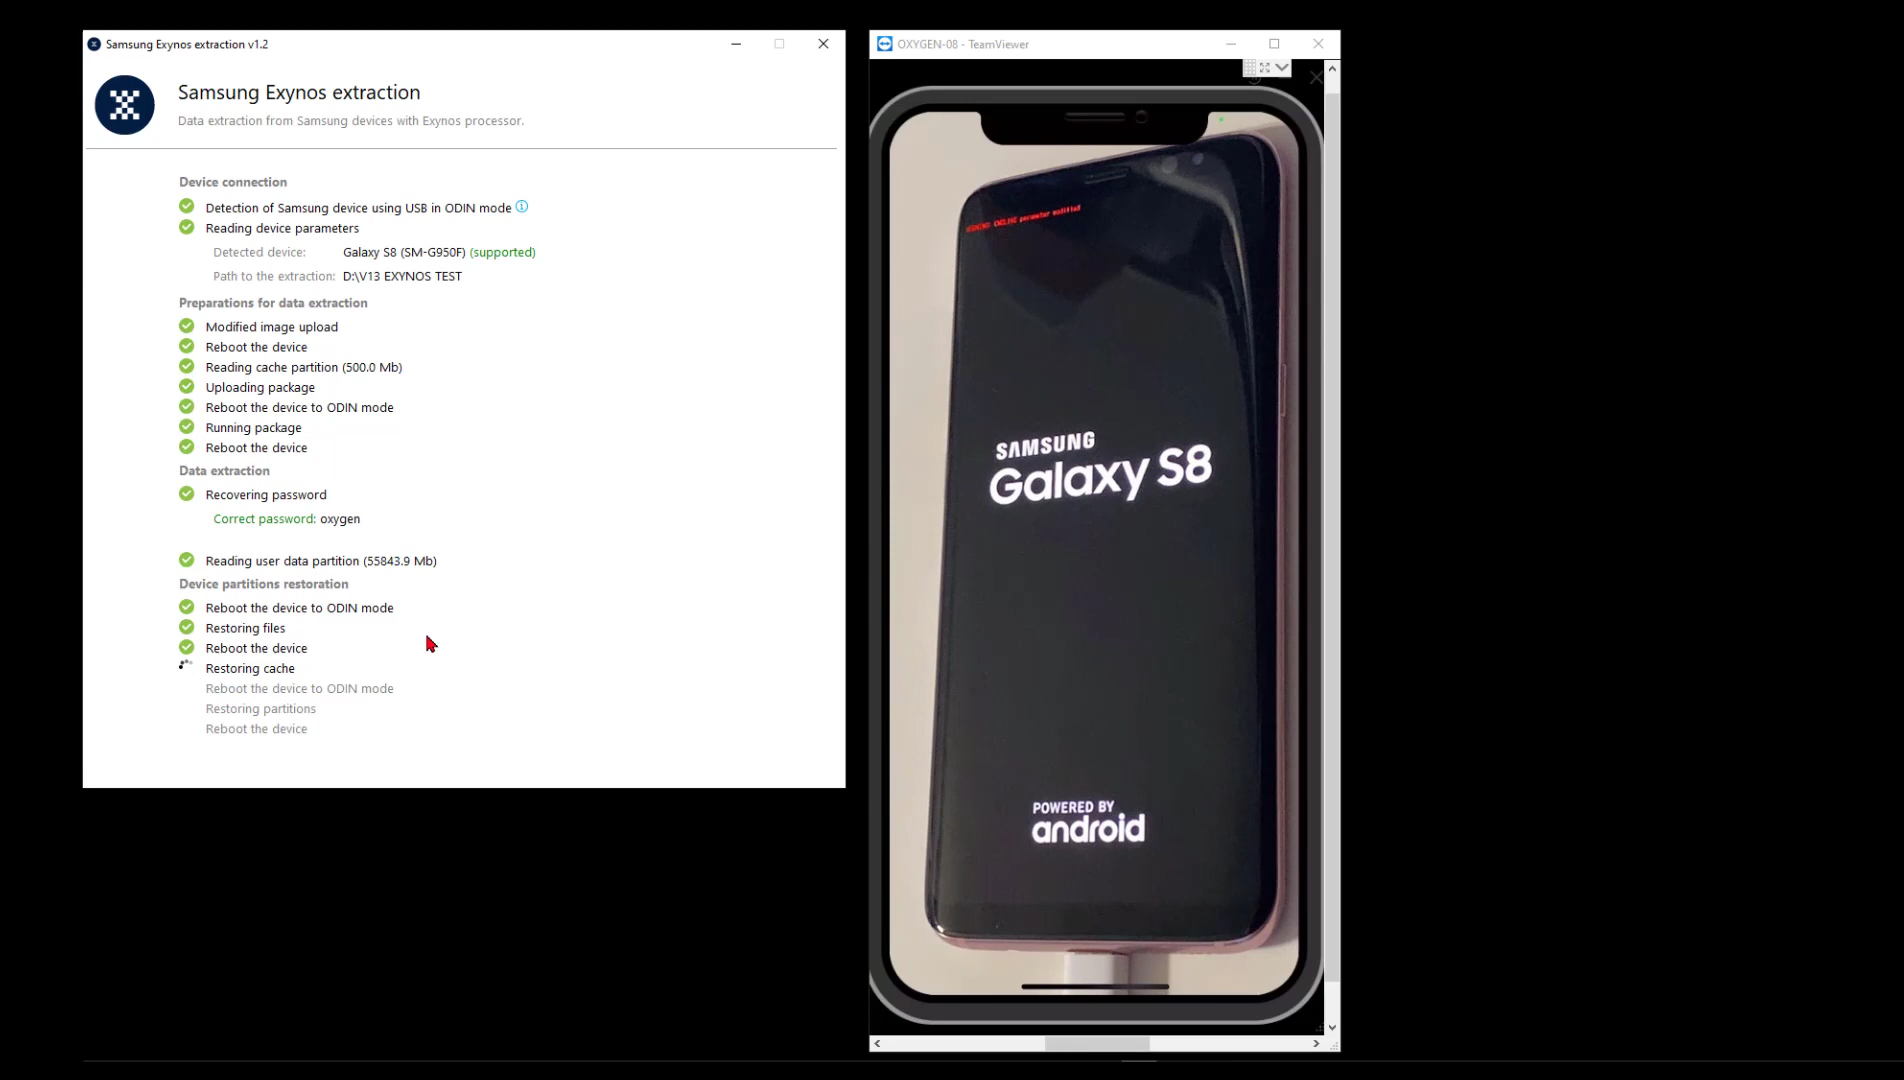 Samsung Exynos extraction v1.2
Samsung Exynos extraction
Data extraction from Samsung devices with Exynos processor.
Device connection
Detection of Samsung device using USB in ODIN mode
Reading device parameters
Detected device: Galaxy S8 (SM-G950F) (supported)
Path to the extraction: D:\V13 EXYNOS TEST
Preparations for data extraction
Modified image upload
Reboot the device
Reading cache partition (500.0 Mb)
Uploading package
Reboot the device to ODIN mode
Running package
Reboot the device
Data extraction
Recovering password
Correct password: oxygen
Reading user data partition (55843.9 Mb)
Device partitions restoration
Reboot the device to ODIN mode
Restoring files
Reboot the device
Restoring cache
Reboot the device to ODIN mode
Restoring partitions
Reboot the device
OXYGEN-08 - TeamViewer
parameter modified
SAMSUNG
Galaxy S8
POWERED BY
android